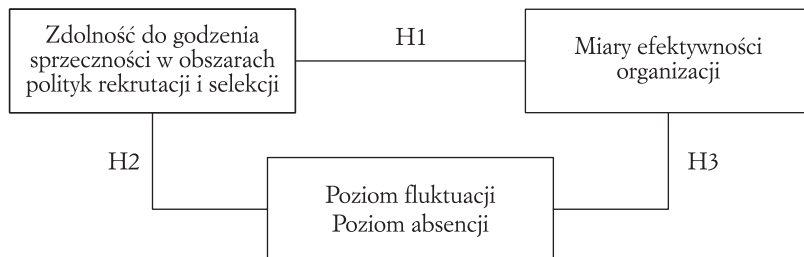 Zdolność do godzenia
sprzeczności w obszarach
polityk rekrutacji i selekcji
H1
Miary efektywności
organizacji
H2
H3
Poziom fluktuacji
Poziom absencji